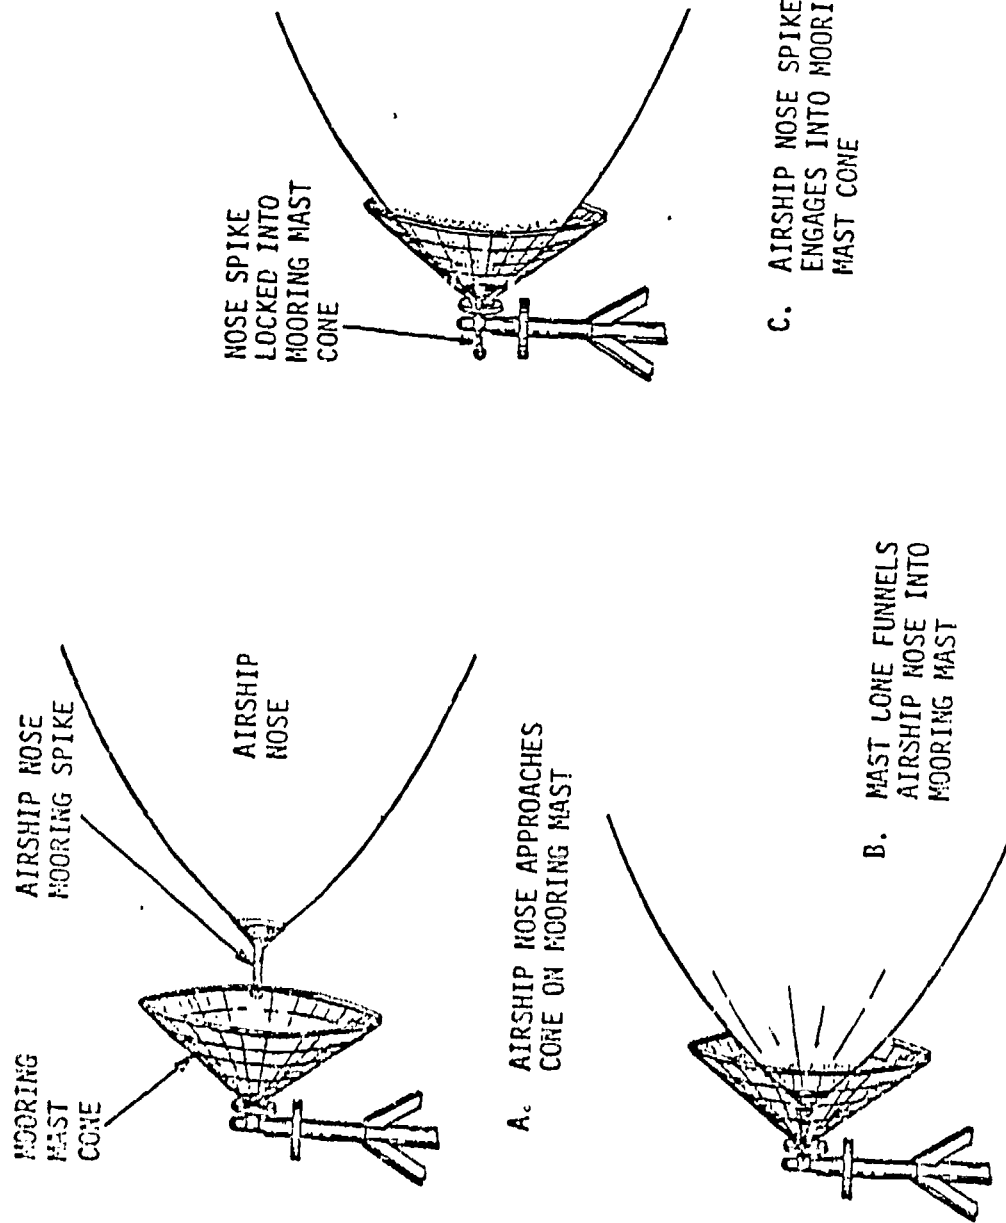 MOORING
MAST
CONE
AIRSHIP NOSE
MOORING SPIKE
AIRSHIP
NOSE
A. AIRSHIP NOSE APPROACHES
CONE ON MOORING MAST
B. MAST CONE FUNNELS
AIRSHIP NOSE INTO
MOORING MAST
NOSE SPIKE
LOCKED INTO
MOORING MAST
CONE
C. AIRSHIP NOSE SPIKE
ENGAGES INTO MOORI
MAST CONE